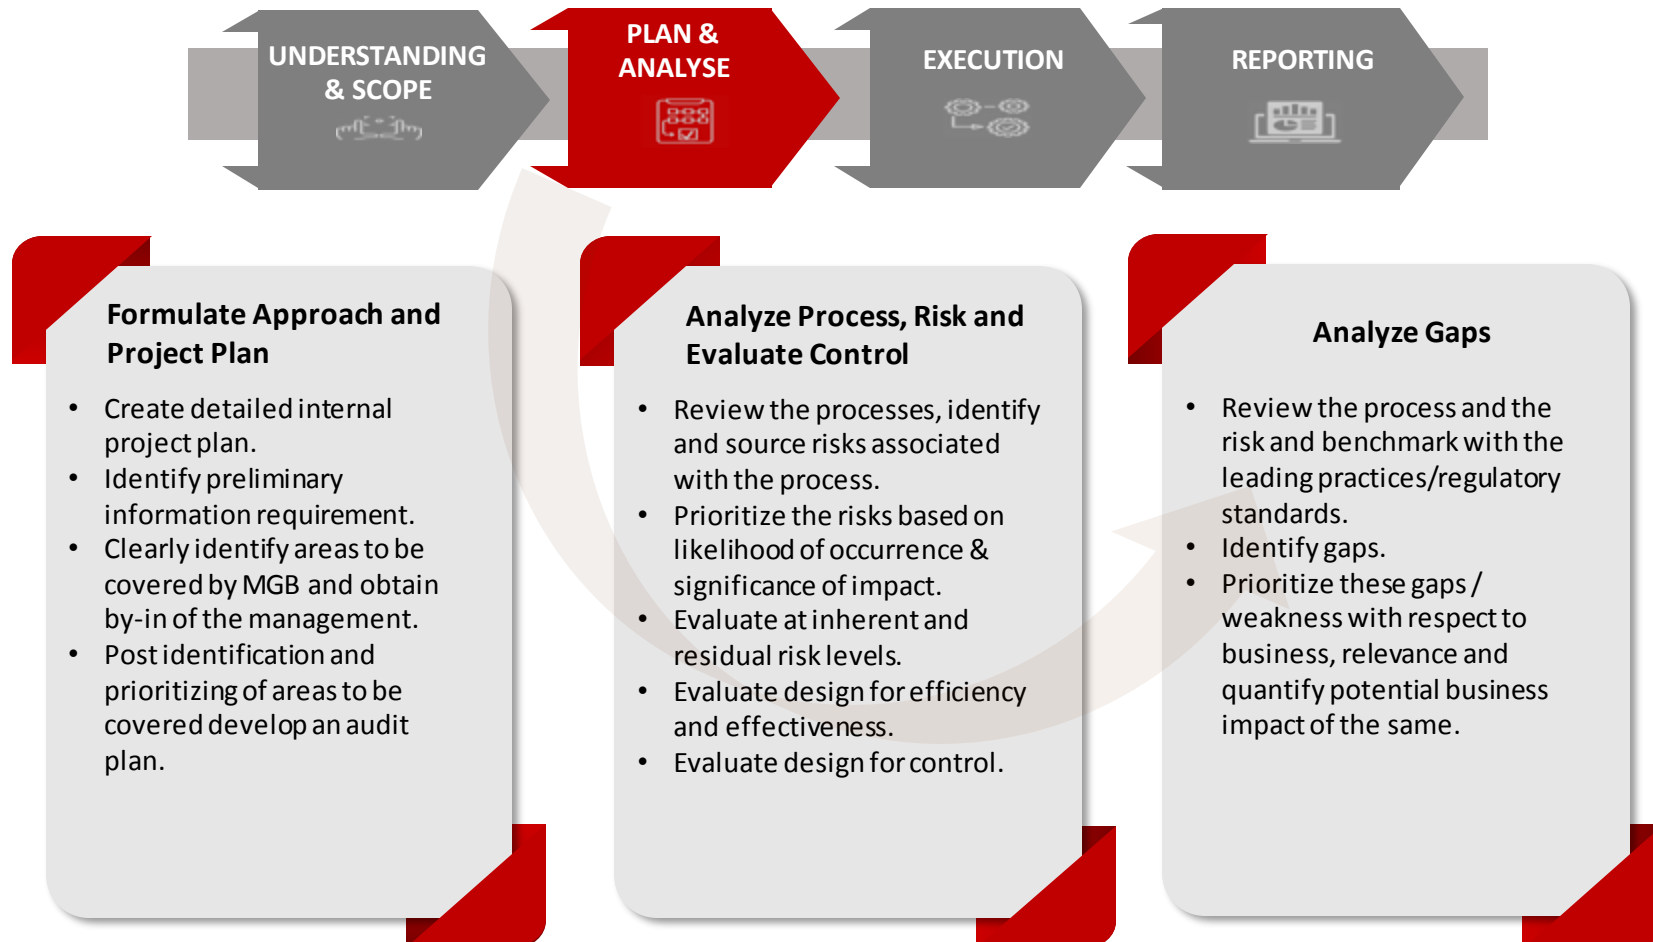 UNDERSTANDING
& SCOPE
PLAN &
ANALYSE
EXECUTION
REPORTING
Formulate Approach and
Project Plan
• Create detailed internal
project plan.
• Identify preliminary
information requirement.
• Clearly identify areas to be
covered by MGB and obtain
by-in of the management.
• Post identification and
prioritizing of areas to be
covered develop an audit
plan.
Analyze Process, Risk and
Evaluate Control
• Review the processes, identify
and source risks associated
with the process.
• Prioritize the risks based on
likelihood of occurrence &
significance of impact.
• Evaluate at inherent and
residual risk levels.
• Evaluate design for efficiency
and effectiveness.
• Evaluate design for control.
Analyze Gaps
• Review the process and the
risk and benchmark with the
leading practices/regulatory
standards.
• Identify gaps.
• Prioritize these gaps /
weakness with respect to
business, relevance and
quantify potential business
impact of the same.